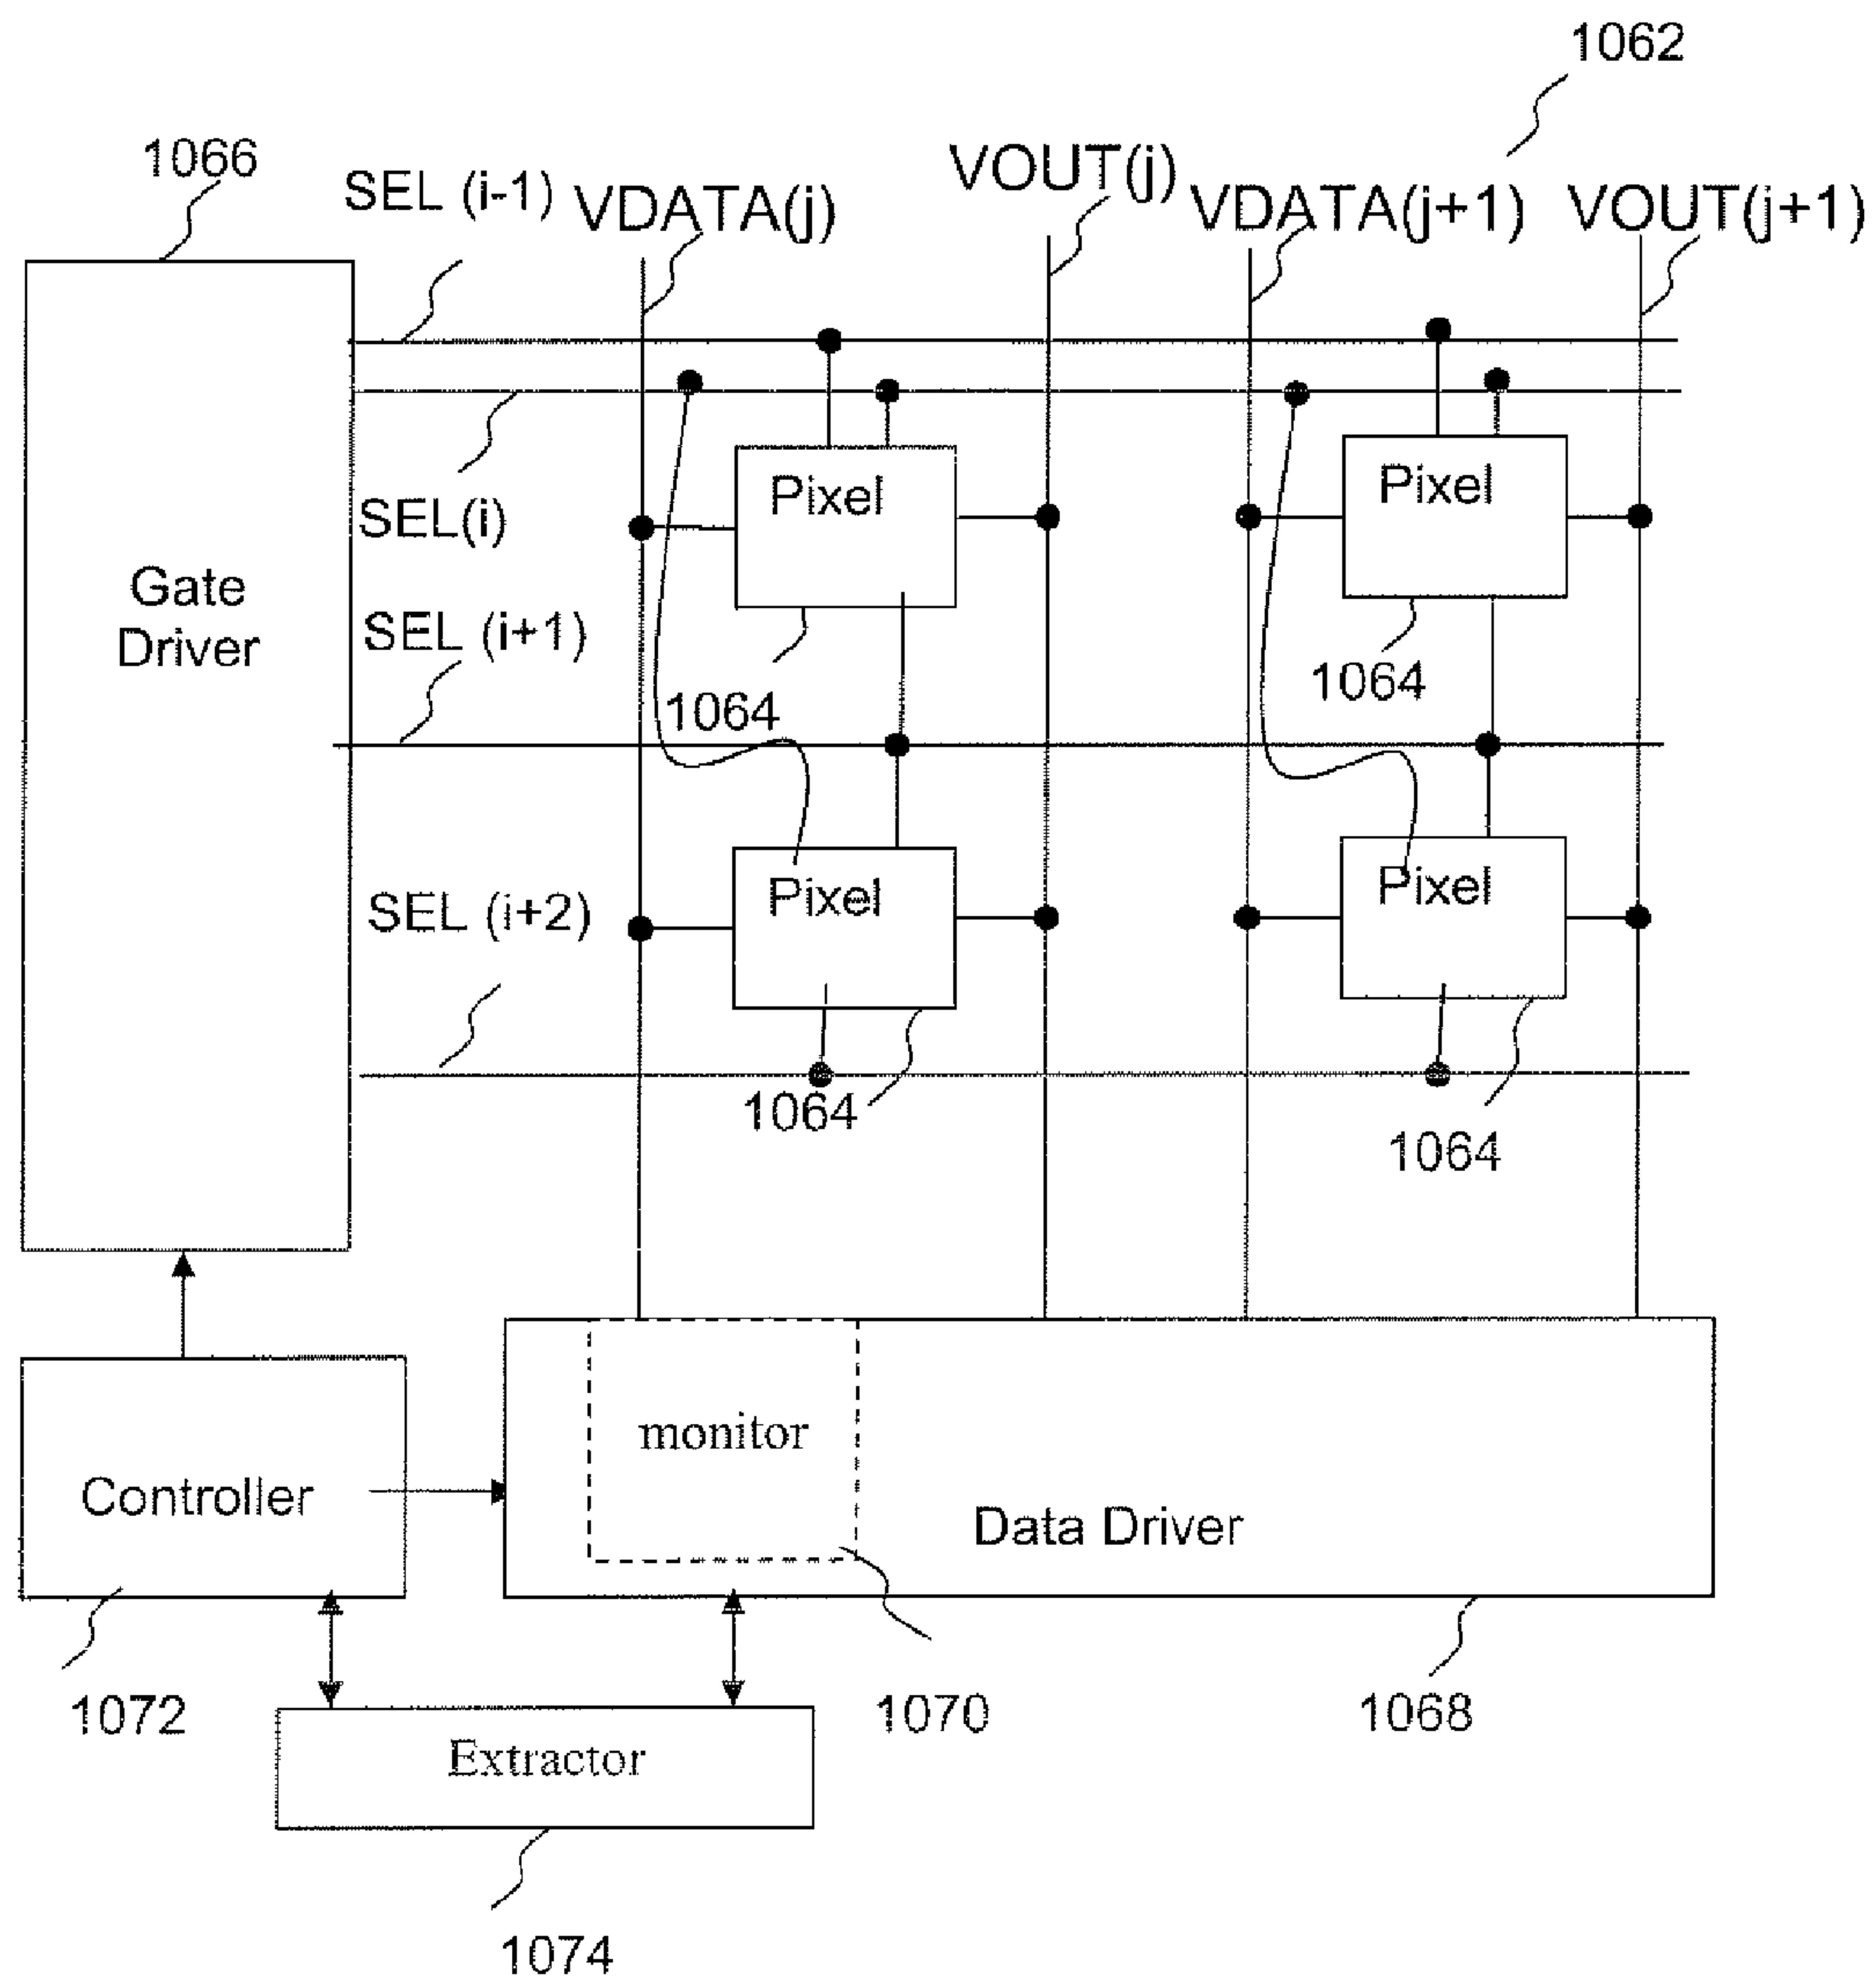 1062
1066
SEL (i-1)
VDATA(j)
VOUT(j)
VDATA(j+1)
VOUT(j+1)
Pixel
Pixel
SEL(i)
Gate
Driver
SEL (i+1)
1064
1064
SEL (i+2)
Pixel
Pixel
1064
1064
monitor
Controller
Data Driver
1072
1070
1068
Extractor
1074